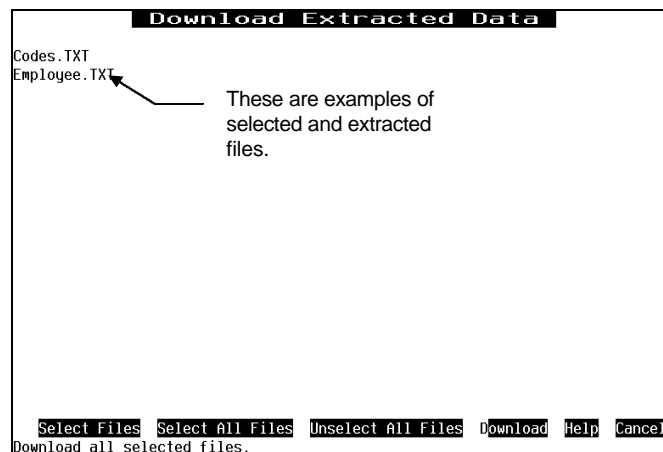 Download Extracted Data
Codes.TXT
Employee.TXT
These are examples of
selected and extracted
files.
Select Files Select All Files Unselect All Files Download Help Cancel
Download all selected files.